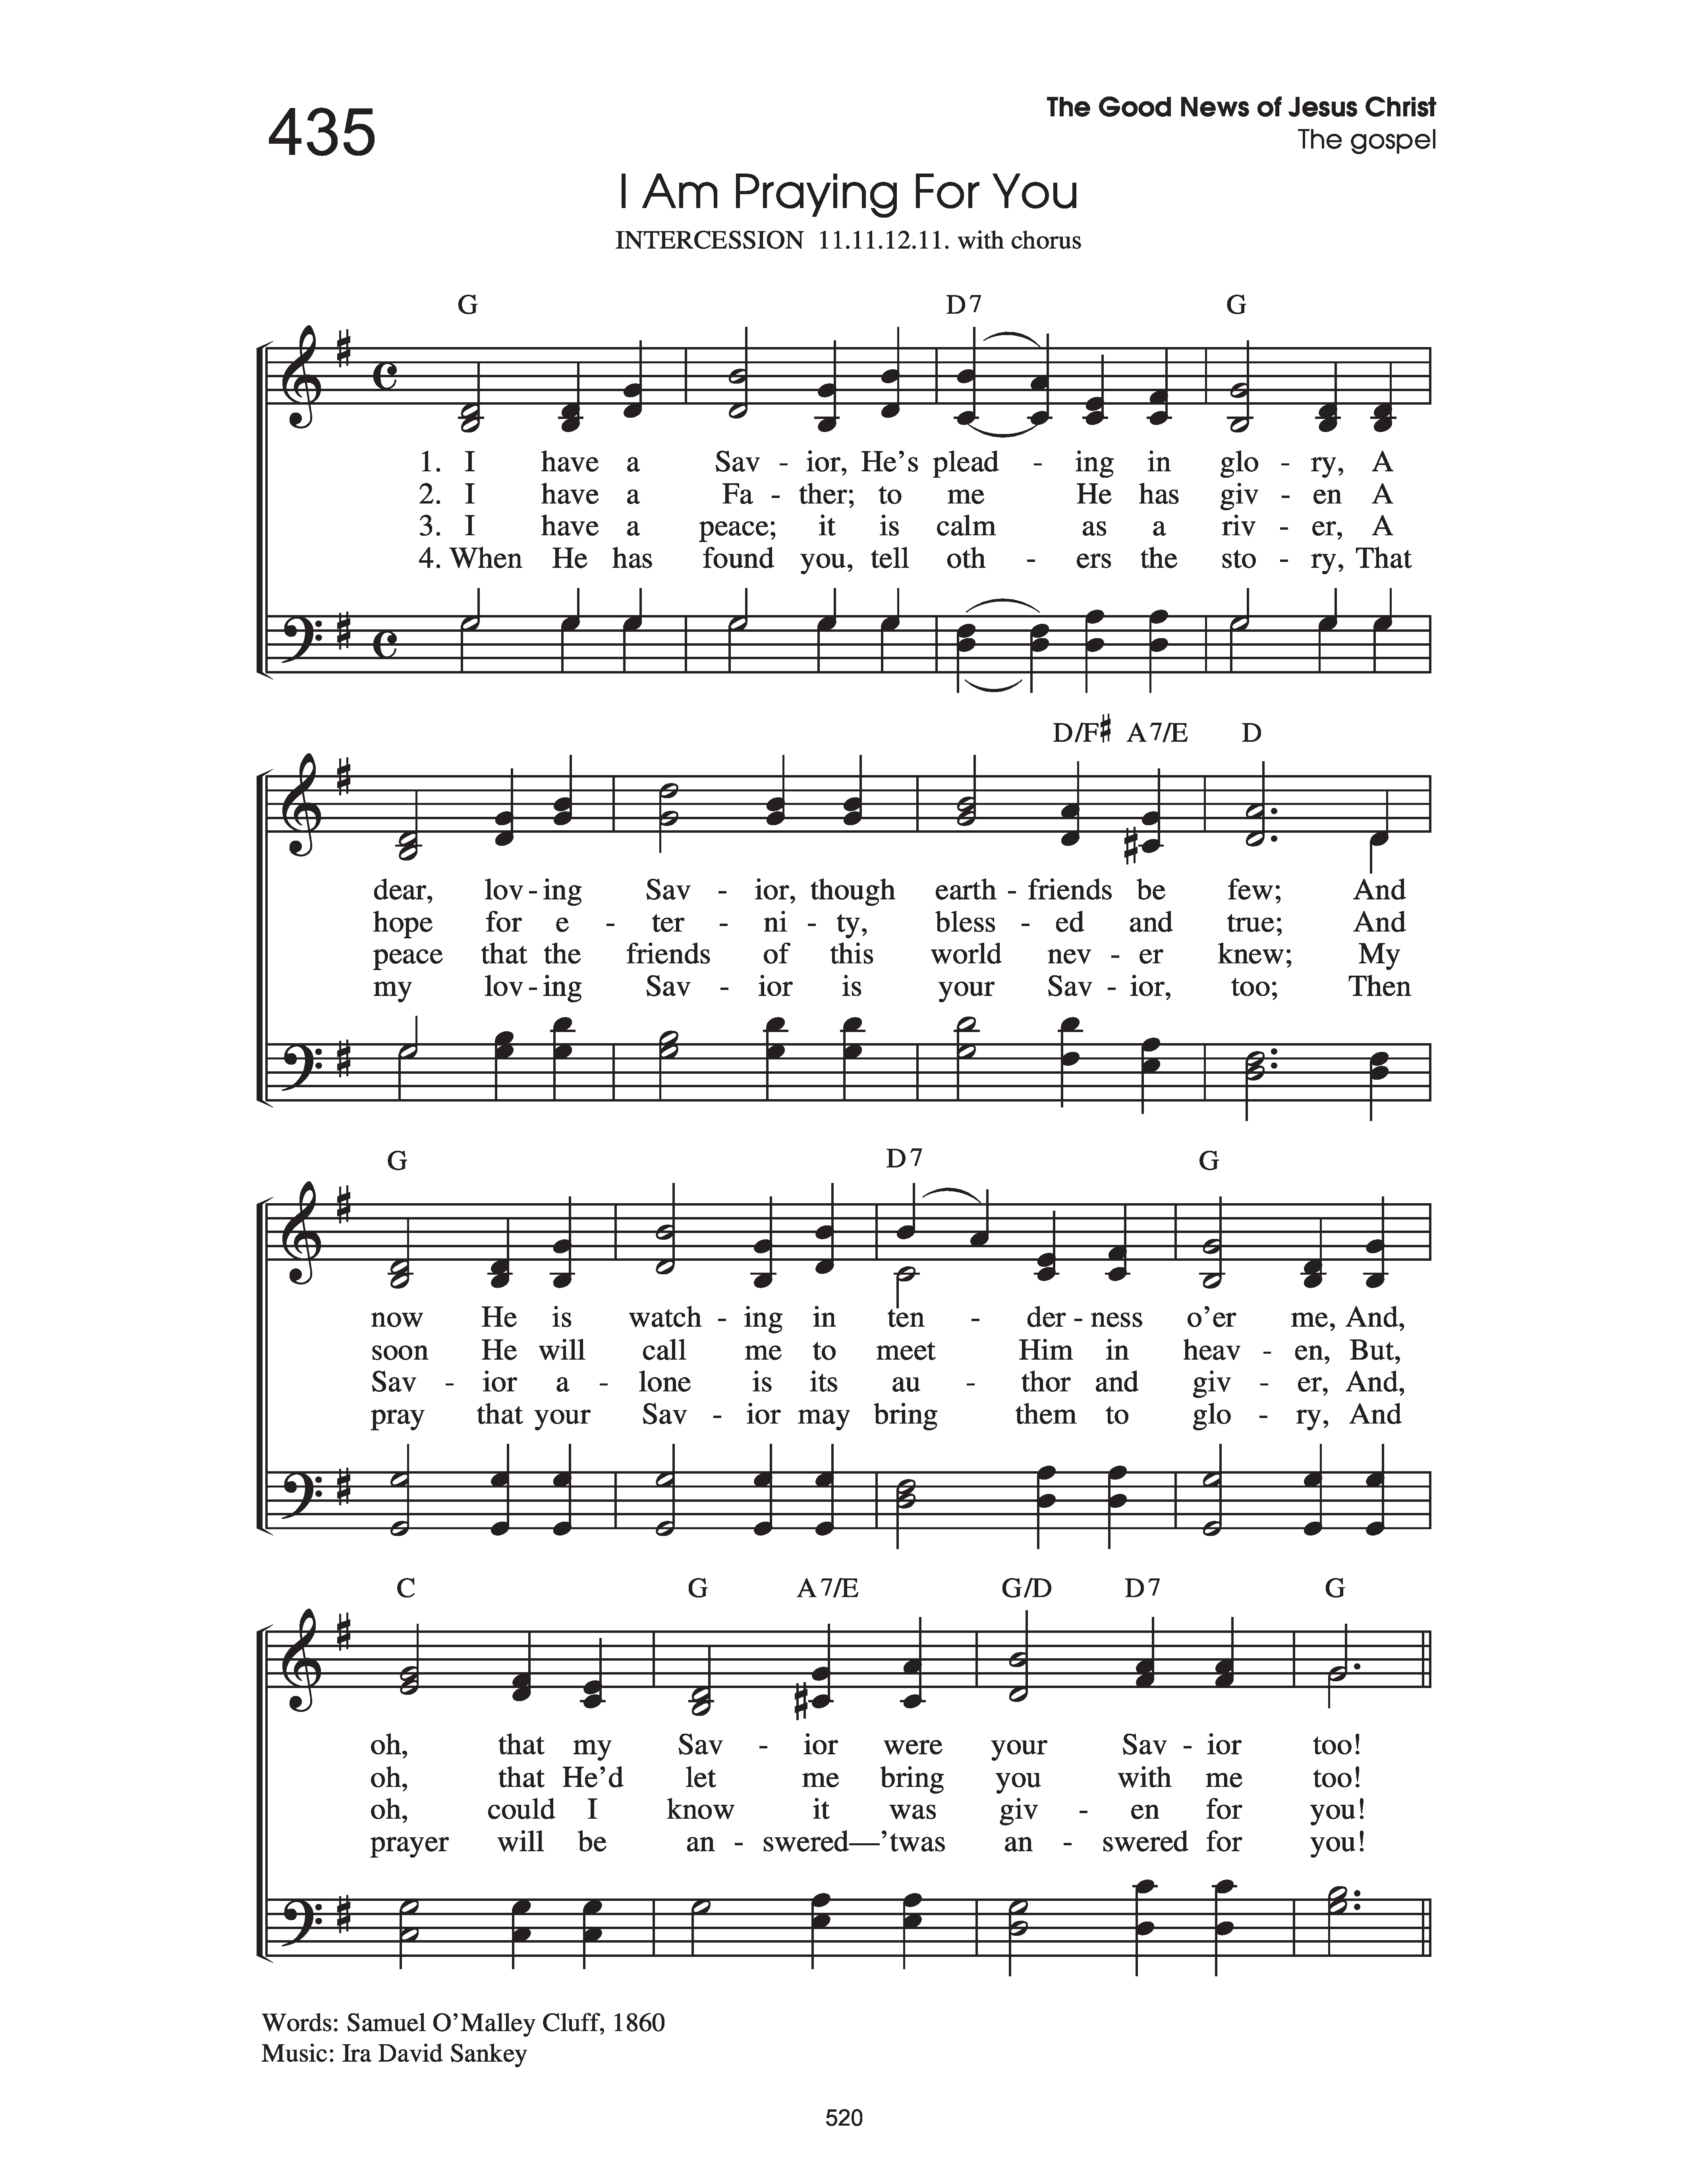 435
The Good News of Jesus Christ
The gospel
I Am Praying For You
INTERCESSION 11.11.12.11. with chorus
G D7 G
1. I have a Sav - ior, He's plead - ing in glo - ry, A
2. I have a Fa - ther; to me He has giv - en A
3. I have a peace; it is calm as a riv - er, A
4. When He has found you, tell oth - ers the sto - ry, That
D/F♯ A7/E D
dear, lov - ing Sav - ior, though earth - friends be few; And
hope for e - ter - ni - ty, bless - ed and true; And
peace that the friends of this world nev - er knew; My
my lov - ing Sav - ior is your Sav - ior, too; Then
G D7 G
now He is watch - ing in ten - der - ness o'er me, And,
soon He will call me to meet Him in heav - en, But,
Sav - ior a - lone is its au - thor and giv - er, And,
pray that your Sav - ior may bring them to glo - ry, And
C G A7/E G/D D7 G
oh, that my Sav - ior were your Sav - ior too!
oh, that He'd let me bring you with me too!
oh, could I know it was giv - en for you!
prayer will be an - swered—'twas an - swered for you!
Words: Samuel O'Malley Cluff, 1860
Music: Ira David Sankey
520